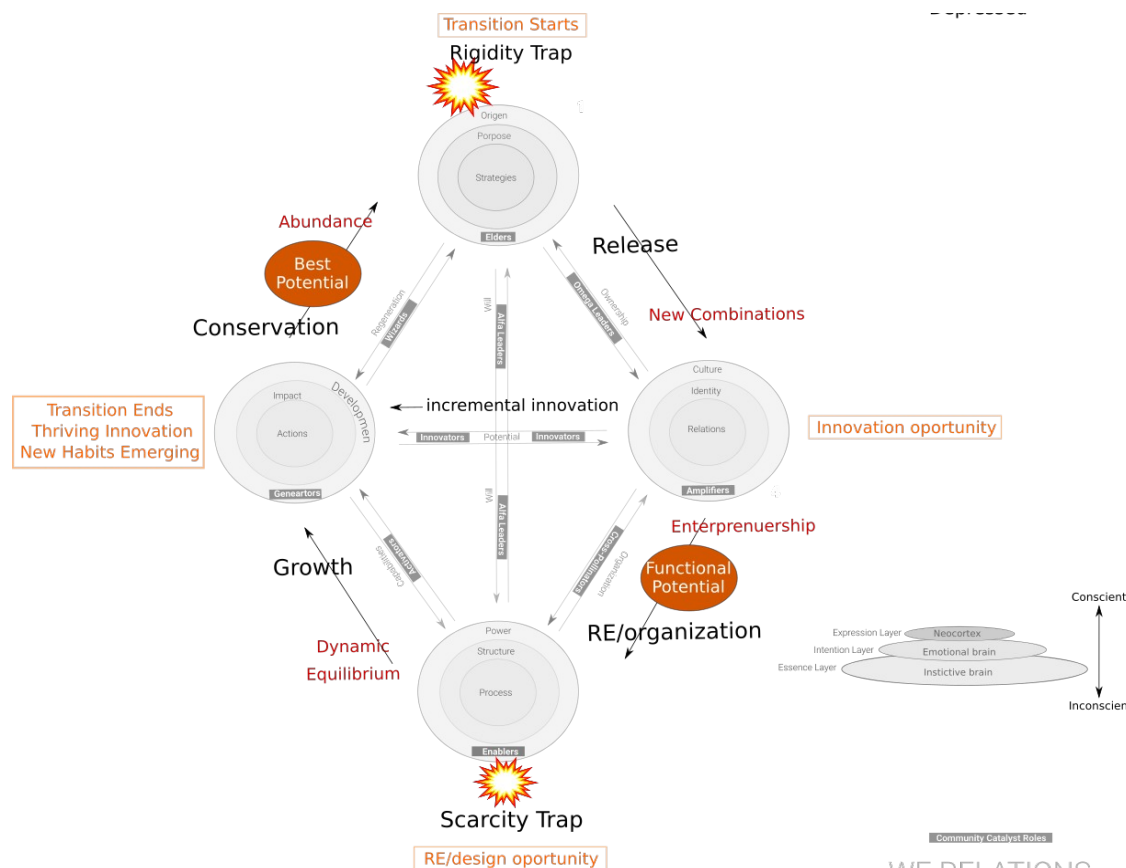 Transition Starts
Depressed
Rigidity Trap
Origen
Porpose
Strategies
Elders
Abundance
Best
Potential
Conservation
Release
New Combinations
Regeneration
Wizards
Will
Alfa Leaders
Omega Leaders
Ownership
Transition Ends
Thriving Innovation
New Habits Emerging
Impact
Actions
Developmen
Geneartors
incremental innovation
Innovators
Potential
Innovators
Culture
Identity
Relations
Amplifiers
Innovation oportunity
Growth
Activators
Capabilities
Will
Alfa Leaders
Cross-Pollinators
Organization
Enterprenuership
Functional
Potential
RE/organization
Dynamic
Equilibrium
Power
Structure
Process
Enablers
Scarcity Trap
RE/design oportunity
Conscient
Expression Layer
Neocortex
Intention Layer
Emotional brain
Essence Layer
Instictive brain
Inconscien
Community Catalyst Roles
WE RELATIONS